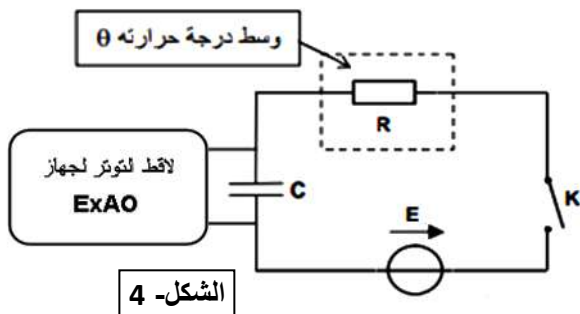 وسط درجة حرارته θ
R
لاقط لتوتر لجهاز
ExAO
C
K
E
الشكل- 4